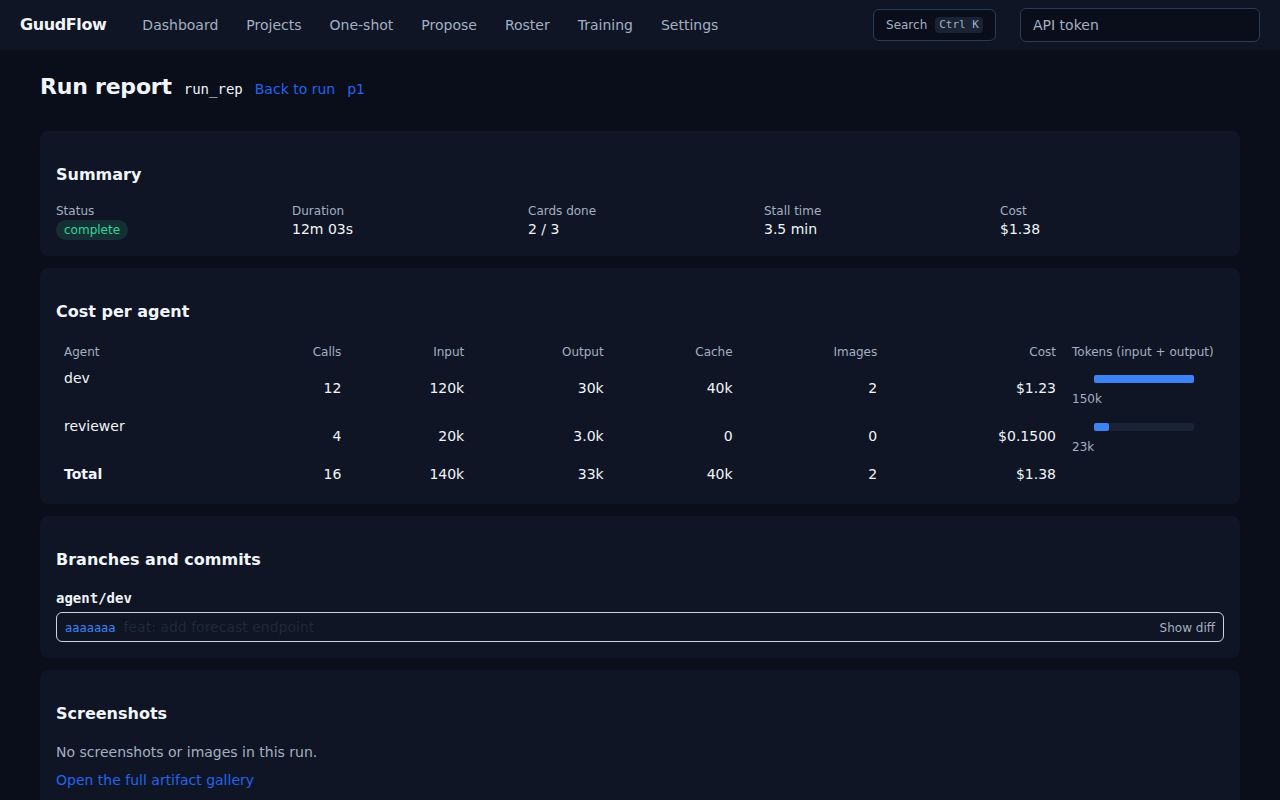 GuudFlow Dashboard Projects One-shot Propose Roster Training Settings Search Ctrl K API token
Run report run_rep Back to run p1
Summary
Status Duration Cards done Stall time Cost
complete 12m 03s 2 / 3 3.5 min $1.38
Cost per agent
Agent Calls Input Output Cache Images Cost Tokens (input + output)
dev 12 120k 30k 40k 2 $1.23 150k
reviewer 4 20k 3.0k 0 0 $0.1500 23k
Total 16 140k 33k 40k 2 $1.38
Branches and commits
agent/dev
aaaaaaa feat: add forecast endpoint Show diff
Screenshots
No screenshots or images in this run.
Open the full artifact gallery